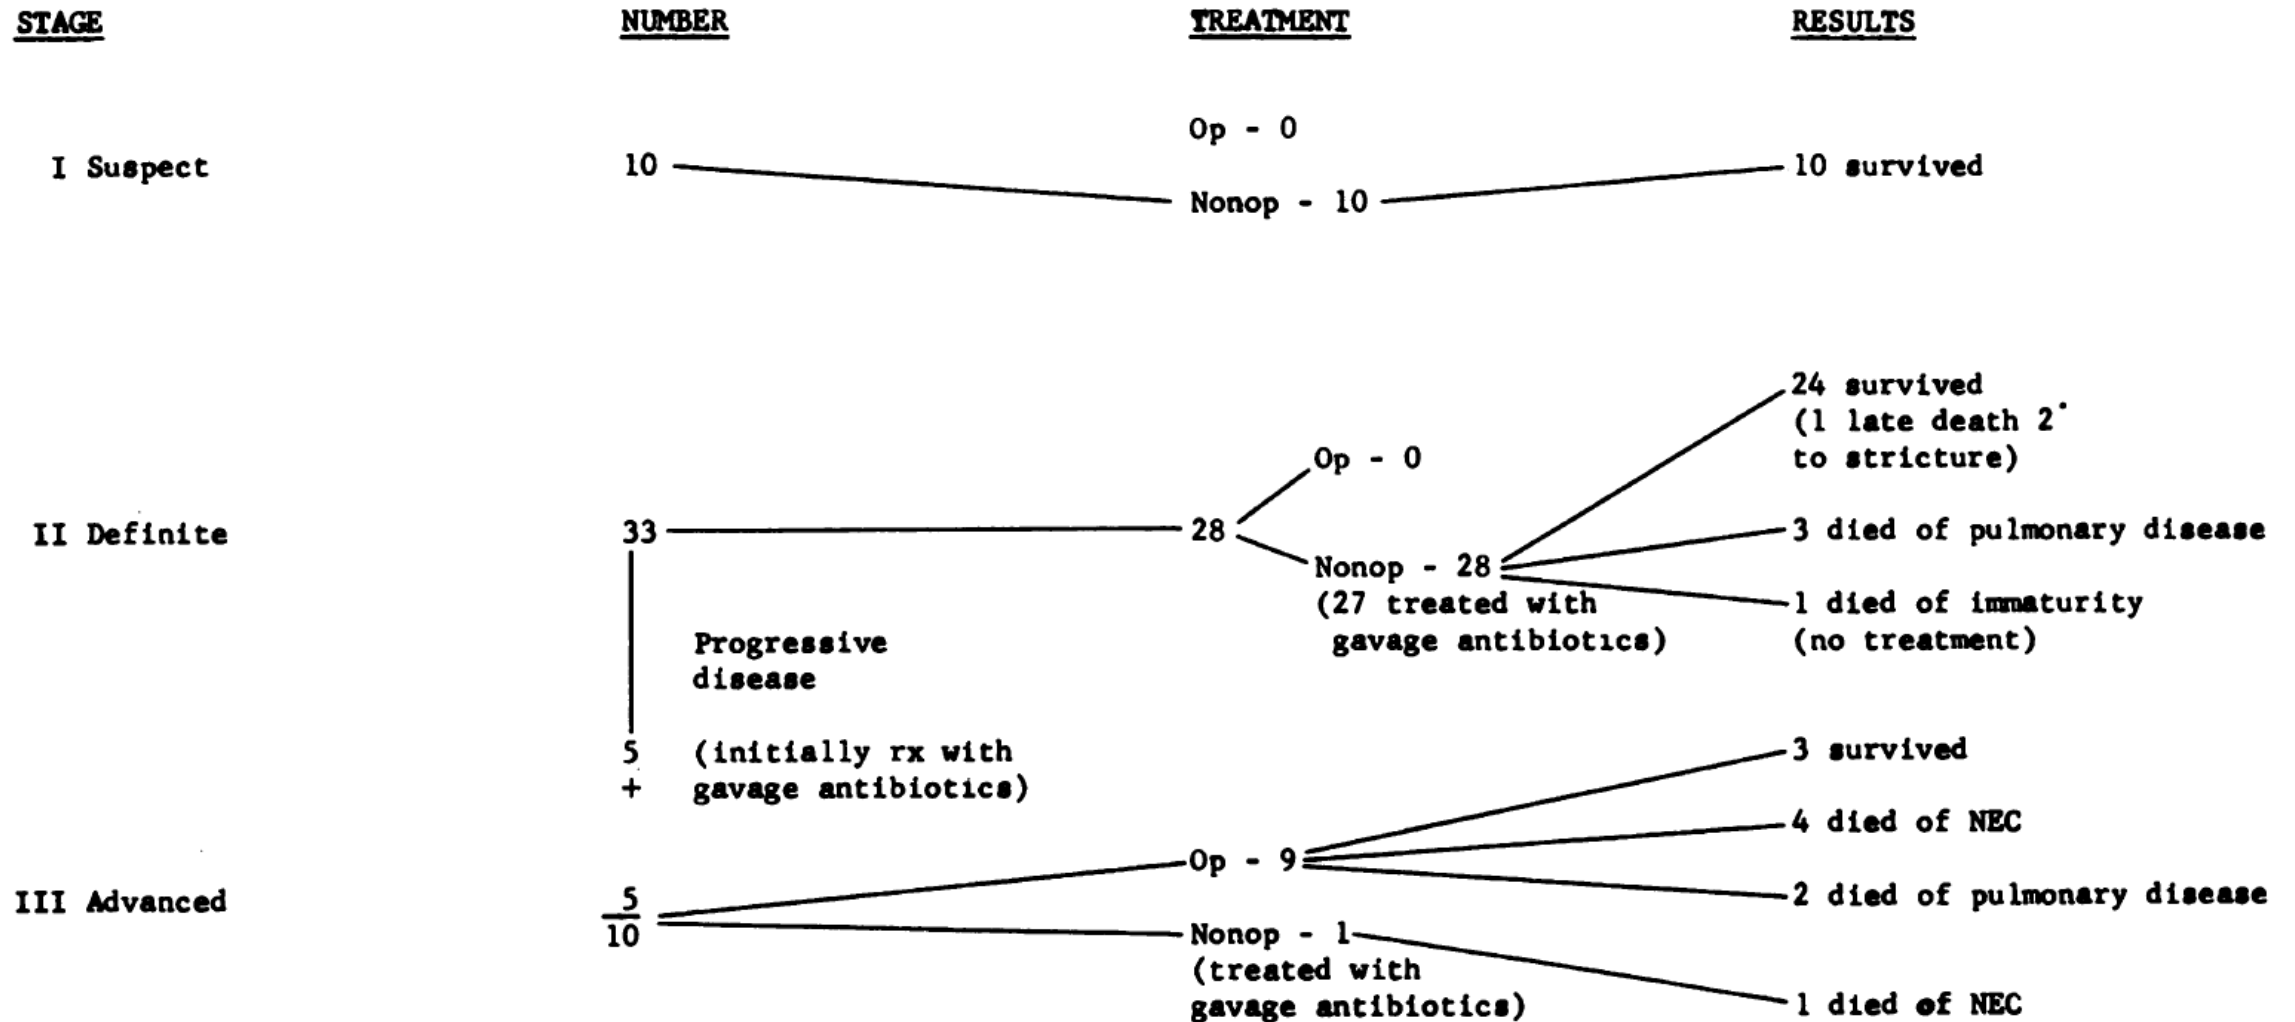 STAGE NUMBER TREATMENT RESULTS
Op - 0
I Suspect 10 Nonop - 10 10 survived
24 survived
(1 late death 2°
to stricture)
Op - 0
II Definite 33 28 3 died of pulmonary disease
Nonop - 28
(27 treated with 1 died of immaturity
gavage antibiotics) (no treatment)
Progressive
disease
5 (initially rx with 3 survived
+ gavage antibiotics)
4 died of NEC
Op - 9
III Advanced 5 2 died of pulmonary disease
10 Nonop - 1
(treated with
gavage antibiotics) 1 died of NEC